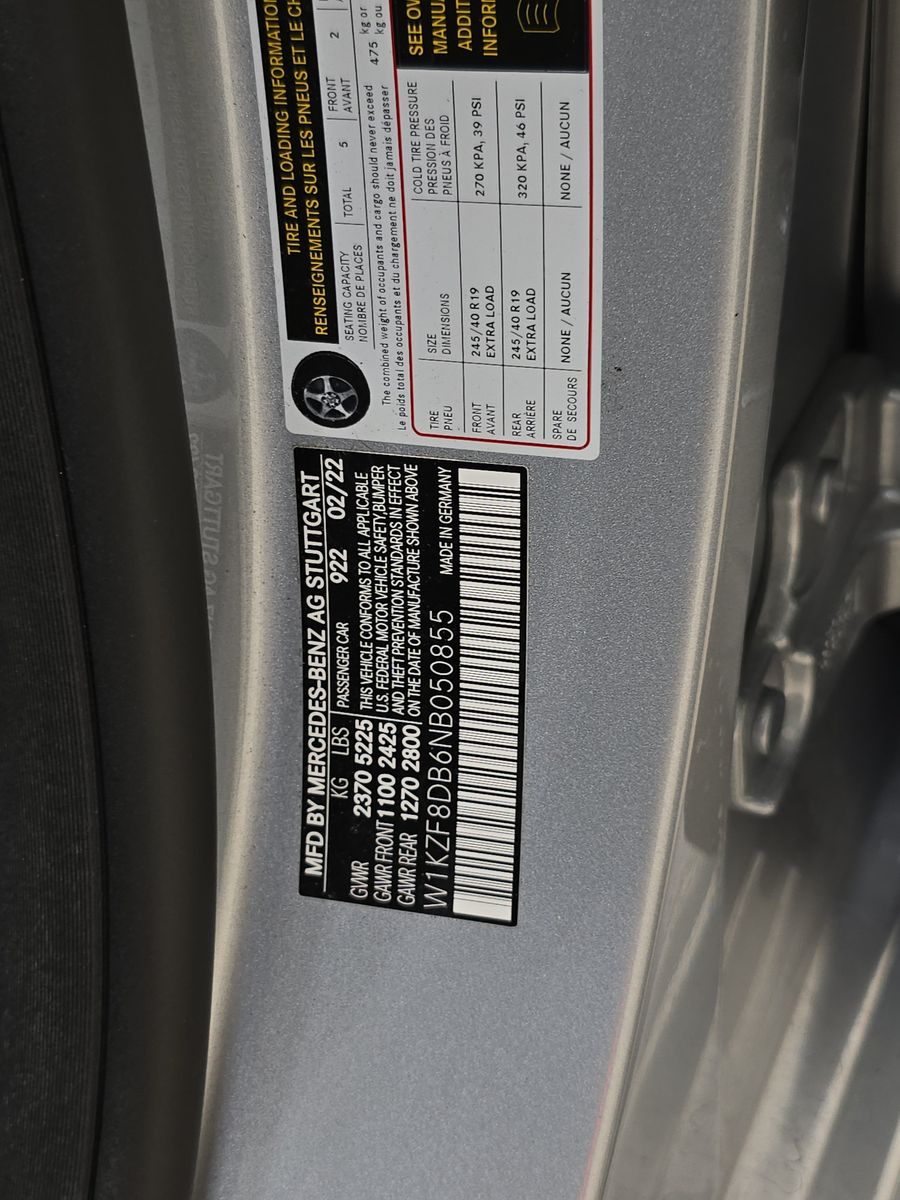 TIRE AND LOADING INFORMATION
RENSEIGNEMENTS SUR LES PNEUS ET LE CH
SEATING CAPACITY
NOMBRE DE PLACES
TOTAL 5
FRONT
AVANT
2
The combined weight of occupants and cargo should never exceed
Le poids total des occupants et du chargement ne doit jamais dépasser
475
kg or
kg ou
TIRE
PNEU
SIZE
DIMENSIONS
COLD TIRE PRESSURE
PRESSION DES
PNEUS À FROID
SEE OW
MANUA
ADDIT
INFOR
FRONT
AVANT
245/40 R19
EXTRA LOAD
270 KPA, 39 PSI
REAR
ARRIÈRE
245/40 R19
EXTRA LOAD
320 KPA, 46 PSI
SPARE
DE SECOURS
NONE / AUCUN
NONE / AUCUN
MFD BY MERCEDES-BENZ AG STUTTGART
KG LBS PASSENGER CAR 922 02/22
GVWR 2370 5225 THIS VEHICLE CONFORMS TO ALL APPLICABLE
GAWR FRONT 1100 2425 U.S. FEDERAL MOTOR VEHICLE SAFETY,BUMPER
AND THEFT PREVENTION STANDARDS IN EFFECT
GAWR REAR 1270 2800 ON THE DATE OF MANUFACTURE SHOWN ABOVE
W1KZF8DB6NB050855 MADE IN GERMANY